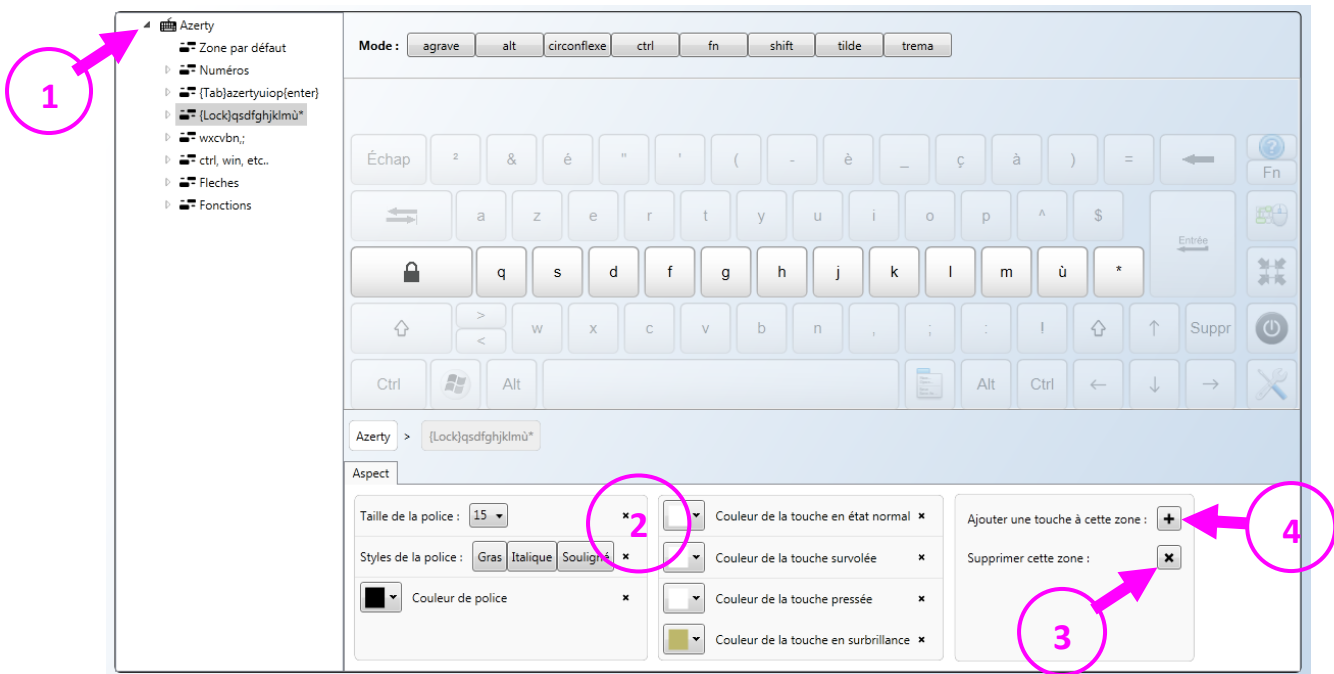 Azerty
Zone par défaut
Numéros
{Tab}azertyuiop{enter}
{Lock}qsdfghjklmù*
wxcvbn,;
ctrl, win, etc..
Fleches
Fonctions
1
Mode : agrave alt circonflexe ctrl fn shift tilde trema
Échap ² & é " ' ( - è _ ç à ) =
Fn
a z e r t y u i o p ^ $
Entrée
q s d f g h j k l m ù *
> < w x c v b n , ; : ! Suppr
Ctrl Alt Alt Ctrl
Azerty > {Lock}qsdfghjklmù*
Aspect
Taille de la police : 15
Styles de la police : Gras Italique Souligné
Couleur de police
2
Couleur de la touche en état normal
Couleur de la touche survolée
Couleur de la touche pressée
Couleur de la touche en surbrillance
Ajouter une touche à cette zone :
Supprimer cette zone :
4
3